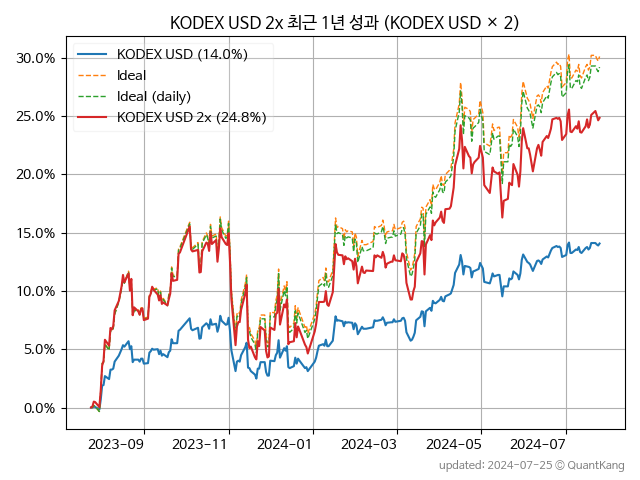 KODEX USD 2x 최근 1년 성과 (KODEX USD × 2)
KODEX USD (14.0%)
Ideal
Ideal (daily)
KODEX USD 2x (24.8%)
30.0%
25.0%
20.0%
15.0%
10.0%
5.0%
0.0%
2023-09 2023-11 2024-01 2024-03 2024-05 2024-07
updated: 2024-07-25 © QuantKang